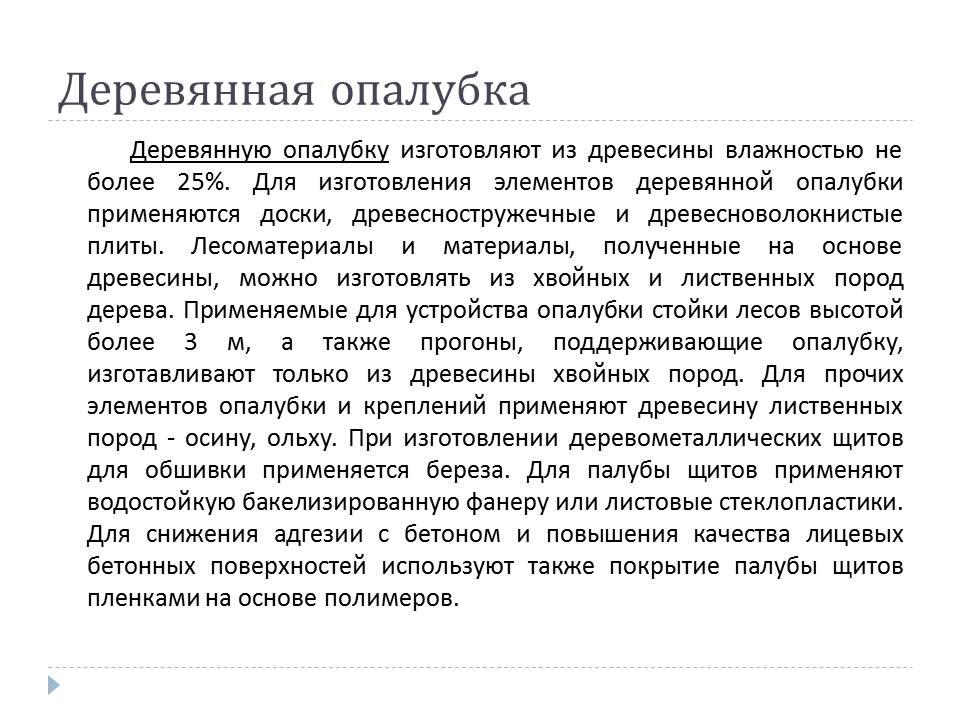 Деревянная опалубка
Деревянную опалубку изготовляют из древесины влажностью не
более 25%. Для изготовления элементов деревянной опалубки
применяются доски, древесностружечные и древесноволокнистые
плиты. Лесоматериалы и материалы, полученные на основе
древесины, можно изготовлять из хвойных и лиственных пород
дерева. Применяемые для устройства опалубки стойки лесов высотой
более 3 м, а также прогоны, поддерживающие опалубку,
изготавливают только из древесины хвойных пород. Для прочих
элементов опалубки и креплений применяют древесину лиственных
пород - осину, ольху. При изготовлении деревометаллических щитов
для обшивки применяется береза. Для палубы щитов применяют
водостойкую бакелизированную фанеру или листовые стеклопластики.
Для снижения адгезии с бетоном и повышения качества лицевых
бетонных поверхностей используют также покрытие палубы щитов
пленками на основе полимеров.